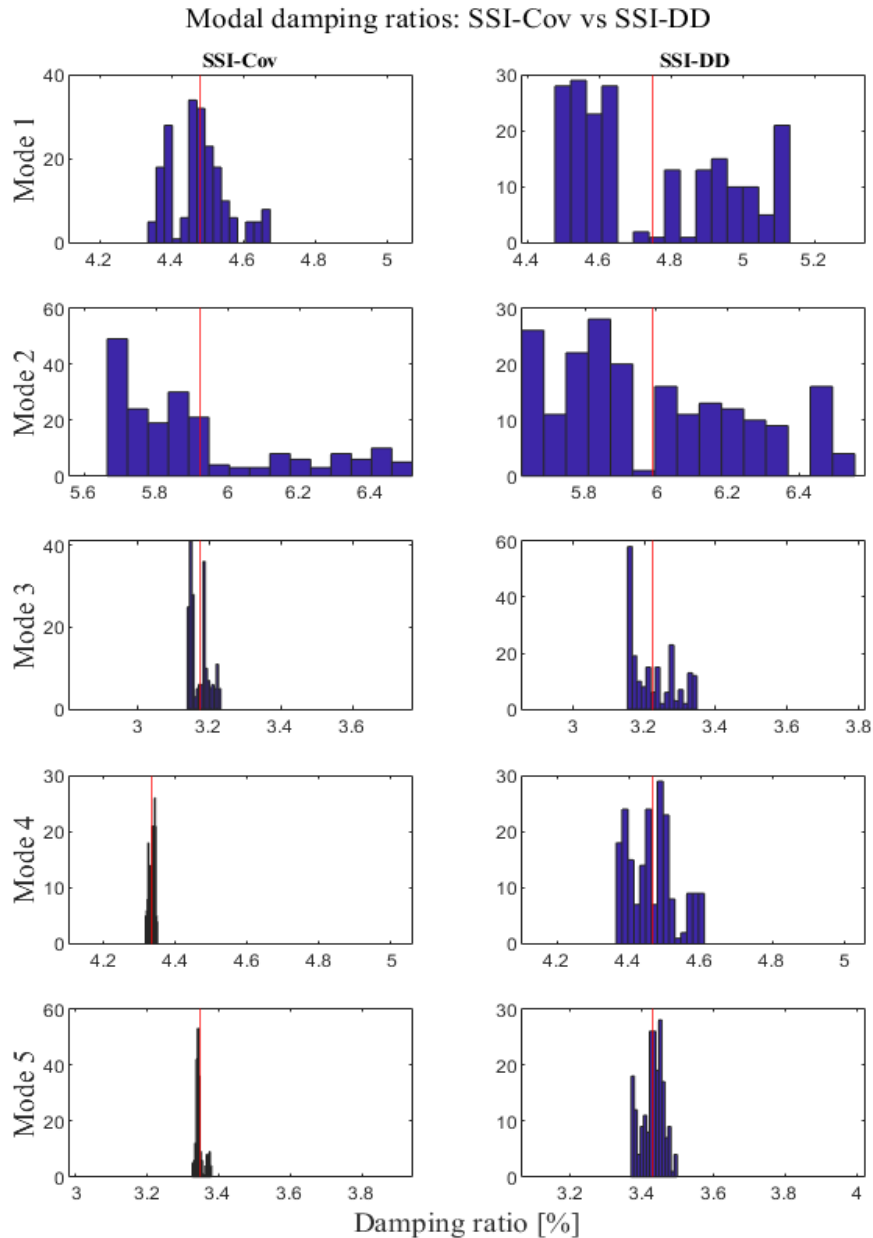 Modal damping ratios: SSI-Cov vs SSI-DD
SSI-Cov SSI-DD
Mode 1
40
20
0
4.2 4.4 4.6 4.8 5
30
20
10
0
4.4 4.6 4.8 5 5.2
Mode 2
60
40
20
0
5.6 5.8 6 6.2 6.4
30
20
10
0
5.8 6 6.2 6.4
Mode 3
40
20
0
3 3.2 3.4 3.6
60
40
20
0
3 3.2 3.4 3.6 3.8
Mode 4
30
20
10
0
4.2 4.4 4.6 4.8 5
30
20
10
0
4.2 4.4 4.6 4.8 5
Mode 5
60
40
20
0
3 3.2 3.4 3.6 3.8
30
20
10
0
3.2 3.4 3.6 3.8 4
Damping ratio [%]